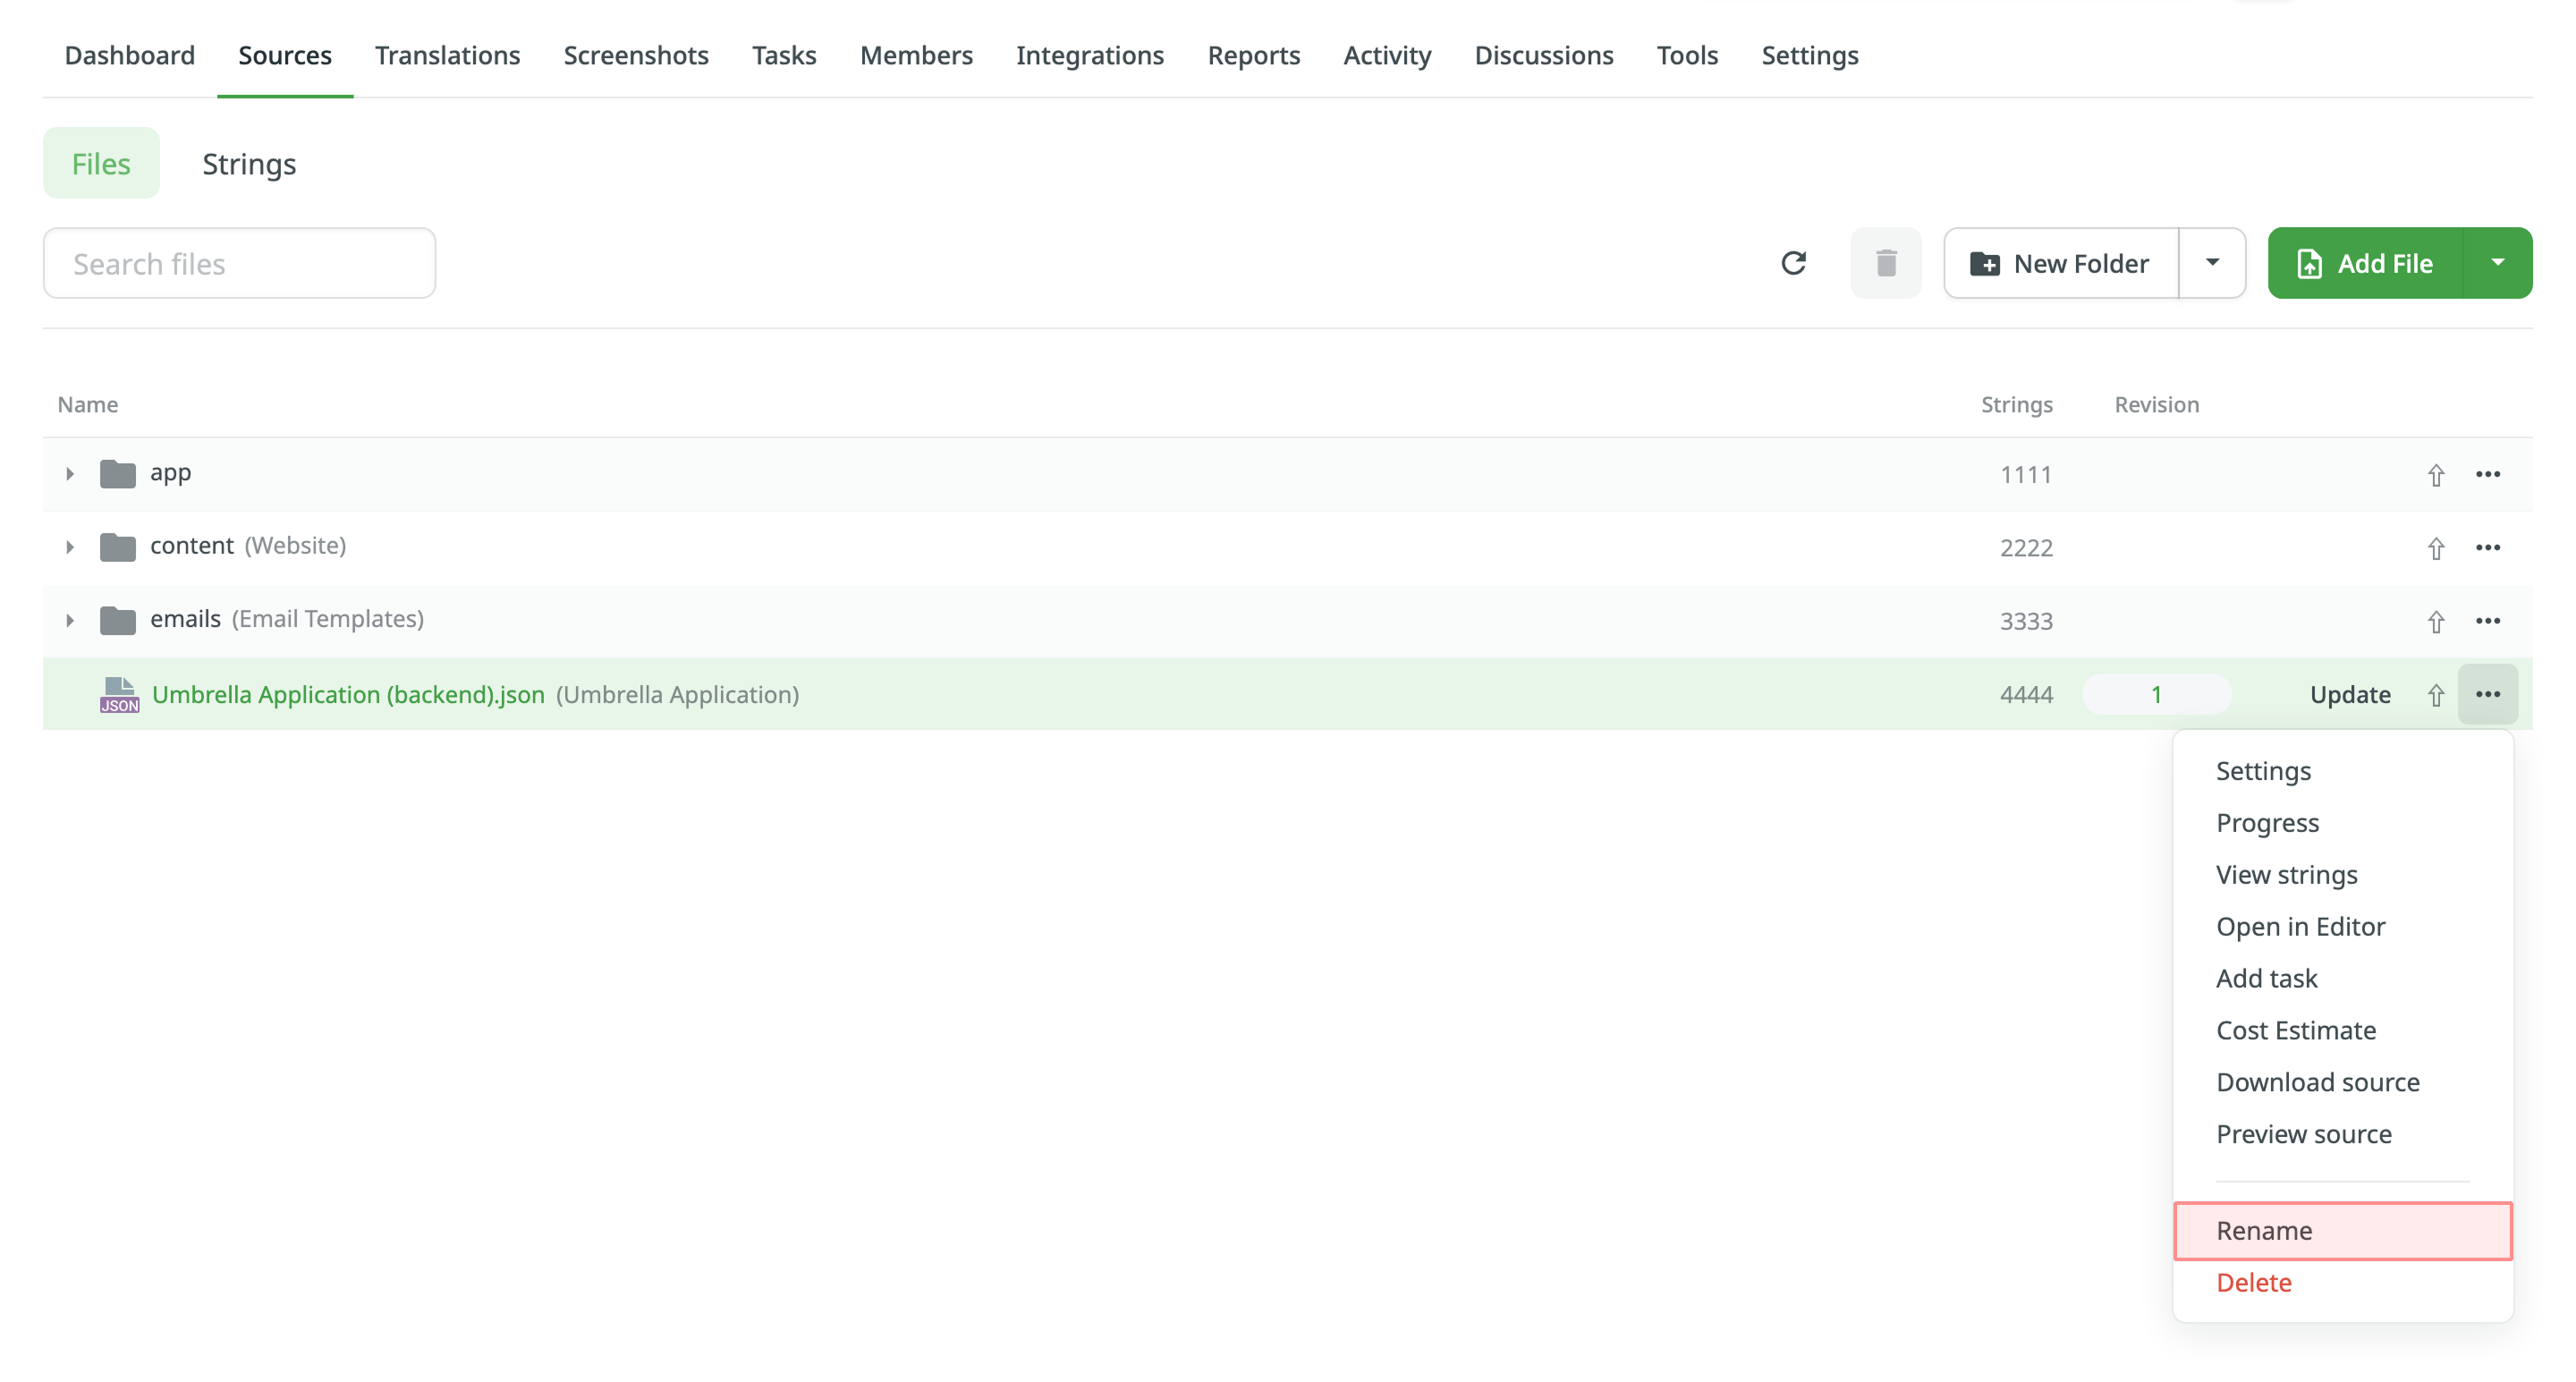 Dashboard Sources Translations Screenshots Tasks Members Integrations Reports Activity Discussions Tools Settings
Files Strings
Search files New Folder Add File
Name Strings Revision
app 1111
content (Website) 2222
emails (Email Templates) 3333
JSON Umbrella Application (backend).json (Umbrella Application) 4444 1 Update
Settings
Progress
View strings
Open in Editor
Add task
Cost Estimate
Download source
Preview source
Rename
Delete